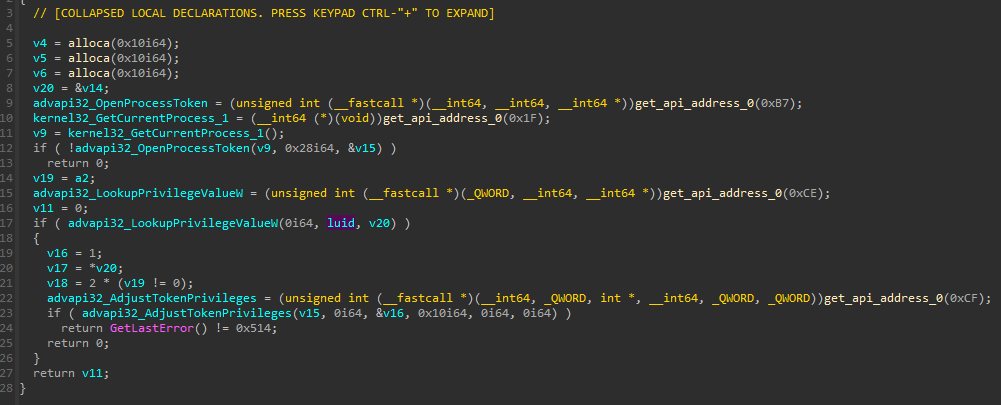 2 {
3 // [COLLAPSED LOCAL DECLARATIONS. PRESS KEYPAD CTRL-"+" TO EXPAND]
4
5 v4 = alloca(0x10i64);
6 v5 = alloca(0x10i64);
7 v6 = alloca(0x10i64);
8 v20 = &v14;
9 advapi32_OpenProcessToken = (unsigned int (__fastcall *)(__int64, __int64, __int64 *))get_api_address_0(0xB7);
10 kernel32_GetCurrentProcess_1 = (__int64 (*)(void))get_api_address_0(0x1F);
11 v9 = kernel32_GetCurrentProcess_1();
12 if ( !advapi32_OpenProcessToken(v9, 0x28i64, &v15) )
13 return 0;
14 v19 = a2;
15 advapi32_LookupPrivilegeValueW = (unsigned int (__fastcall *)(_QWORD, __int64, __int64 *))get_api_address_0(0xCE);
16 v11 = 0;
17 if ( advapi32_LookupPrivilegeValueW(0i64, luid, v20) )
18 {
19 v16 = 1;
20 v17 = *v20;
21 v18 = 2 * (v19 != 0);
22 advapi32_AdjustTokenPrivileges = (unsigned int (__fastcall *)(__int64, _QWORD, int *, __int64, _QWORD, _QWORD))get_api_address_0(0xCF);
23 if ( advapi32_AdjustTokenPrivileges(v15, 0i64, &v16, 0x10i64, 0i64, 0i64) )
24 return GetLastError() != 0x514;
25 return 0;
26 }
27 return v11;
28 }